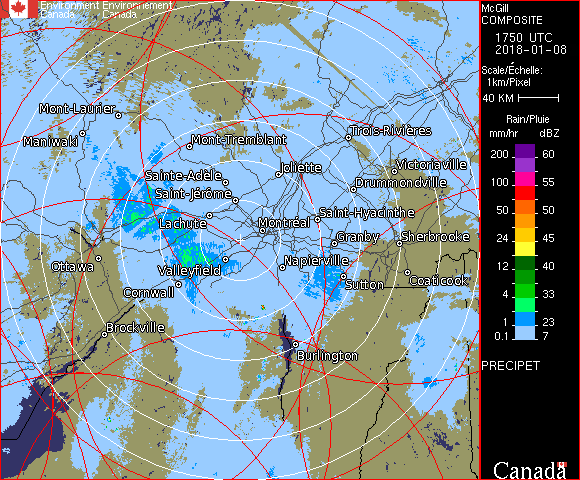 Environment Environnement
Canada Canada
McGill
COMPOSITE
1750 UTC
2018-01-08
Scale/Échelle:
1km/Pixel
40 KM
Rain/Pluie
mm/hr dBZ
200 60
100 55
50 50
24 45
12 40
4 33
1 23
0.1 7
PRECIPET
Canada
Mont-Laurier
Maniwaki
Mont-Tremblant
Trois-Rivières
Joliette
Victoriaville
Sainte-Adèle
Drummondville
Saint-Jérôme
Lachute
Saint-Hyacinthe
Montréal
Granby
Sherbrooke
Ottawa
Valleyfield
Napierville
Coaticook
Sutton
Cornwall
Brockville
Burlington